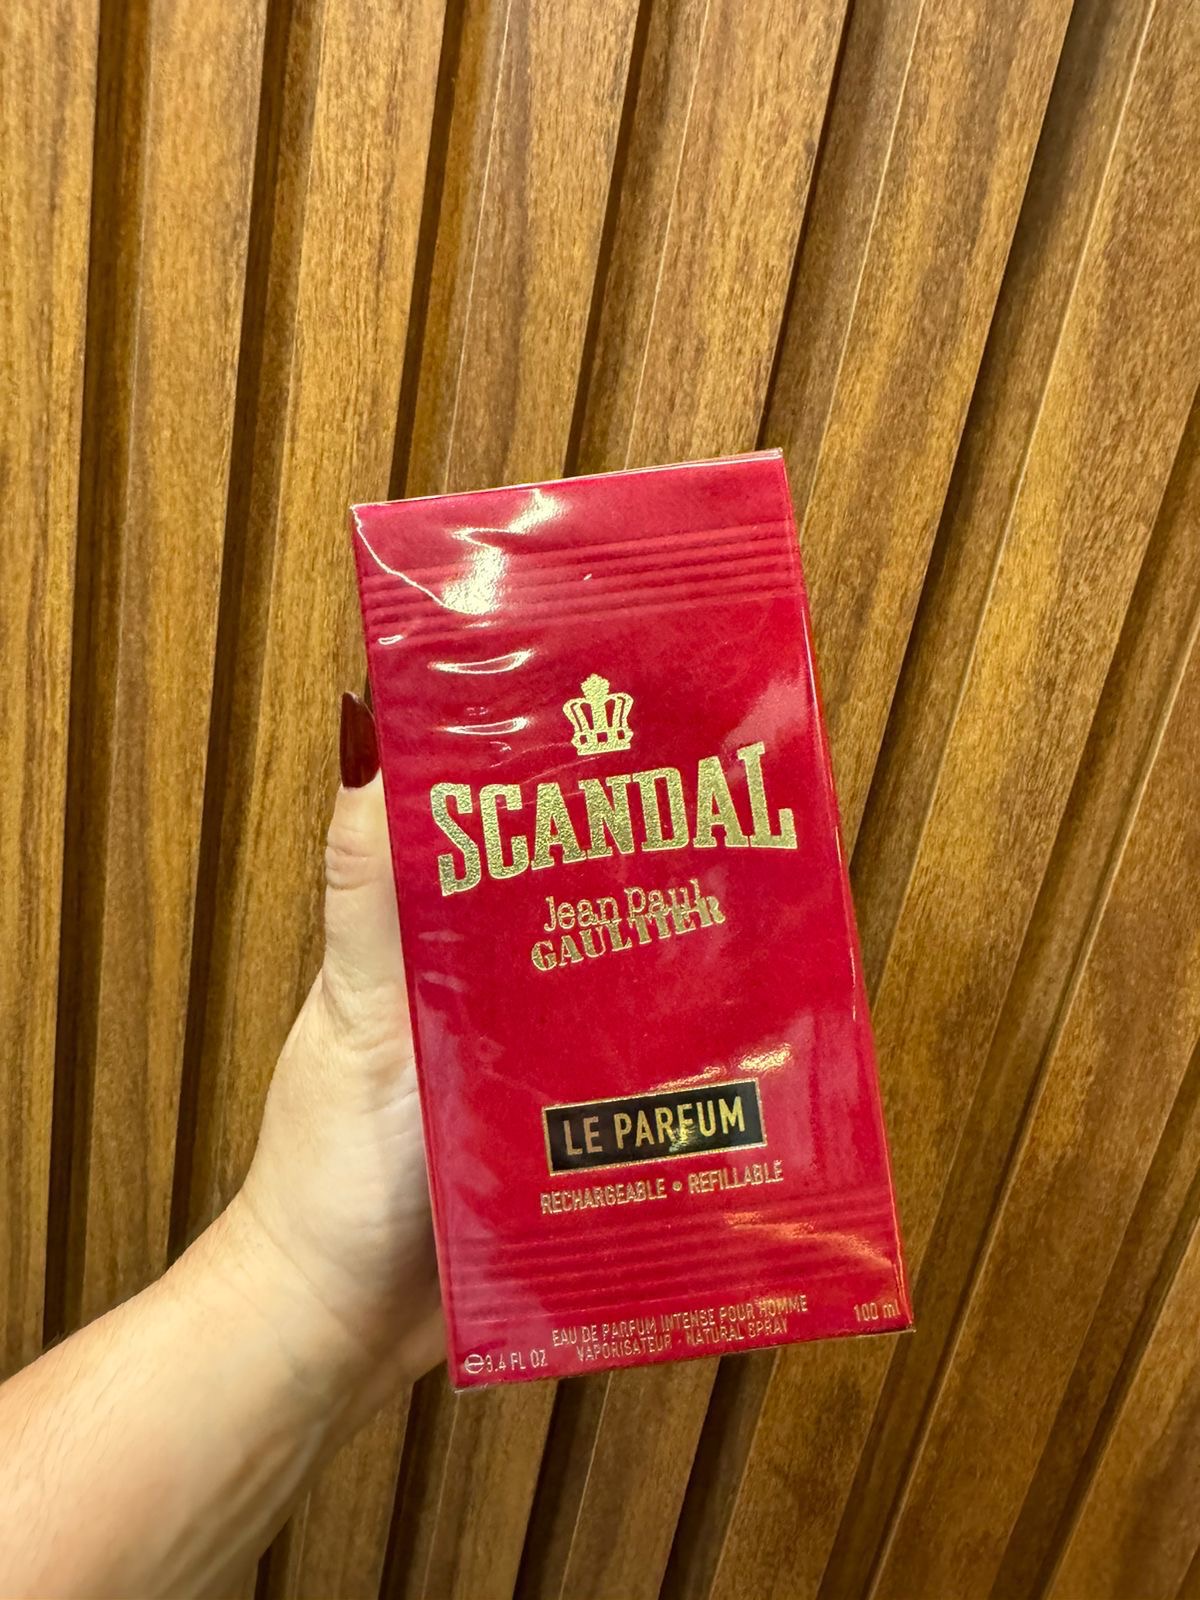 SCANDAL
Jean Paul
GAULTIER
LE PARFUM
RECHARGEABLE • REFILLABLE
EAU DE PARFUM INTENSE POUR HOMME
VAPORISATEUR · NATURAL SPRAY
℮3.4 FL OZ
100 ml